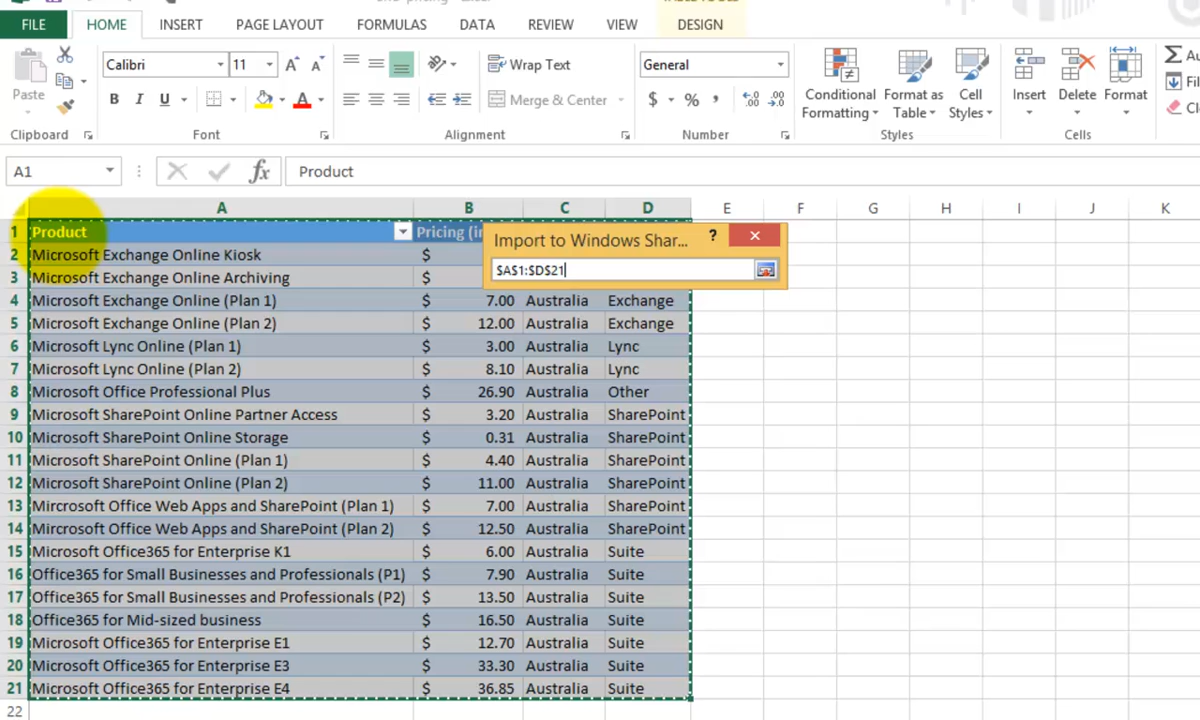 FILE HOME INSERT PAGE LAYOUT FORMULAS DATA REVIEW VIEW DESIGN
Calibri 11 Wrap Text General
Paste B I U Merge & Center $ % , Conditional Formatting Format as Table Cell Styles Insert Delete Format
Clipboard Font Alignment Number Styles Cells
A1 fx Product
A B C D E F G H I J K
1 Product Pricing (in
Import to Windows Shar... ?
$A$1:$D$21
2 Microsoft Exchange Online Kiosk $
3 Microsoft Exchange Online Archiving $
4 Microsoft Exchange Online (Plan 1) $ 7.00 Australia Exchange
5 Microsoft Exchange Online (Plan 2) $ 12.00 Australia Exchange
6 Microsoft Lync Online (Plan 1) $ 3.00 Australia Lync
7 Microsoft Lync Online (Plan 2) $ 8.10 Australia Lync
8 Microsoft Office Professional Plus $ 26.90 Australia Other
9 Microsoft SharePoint Online Partner Access $ 3.20 Australia SharePoint
10 Microsoft SharePoint Online Storage $ 0.31 Australia SharePoint
11 Microsoft SharePoint Online (Plan 1) $ 4.40 Australia SharePoint
12 Microsoft SharePoint Online (Plan 2) $ 11.00 Australia SharePoint
13 Mircrosoft Office Web Apps and SharePoint (Plan 1) $ 7.00 Australia SharePoint
14 Mircrosoft Office Web Apps and SharePoint (Plan 2) $ 12.50 Australia SharePoint
15 Microsoft Office365 for Enterprise K1 $ 6.00 Australia Suite
16 Office365 for Small Businesses and Professionals (P1) $ 7.90 Australia Suite
17 Office365 for Small Businesses and Professionals (P2) $ 13.50 Australia Suite
18 Office365 for Mid-sized business $ 16.50 Australia Suite
19 Microsoft Office365 for Enterprise E1 $ 12.70 Australia Suite
20 Microsoft Office365 for Enterprise E3 $ 33.30 Australia Suite
21 Microsoft Office365 for Enterprise E4 $ 36.85 Australia Suite
22